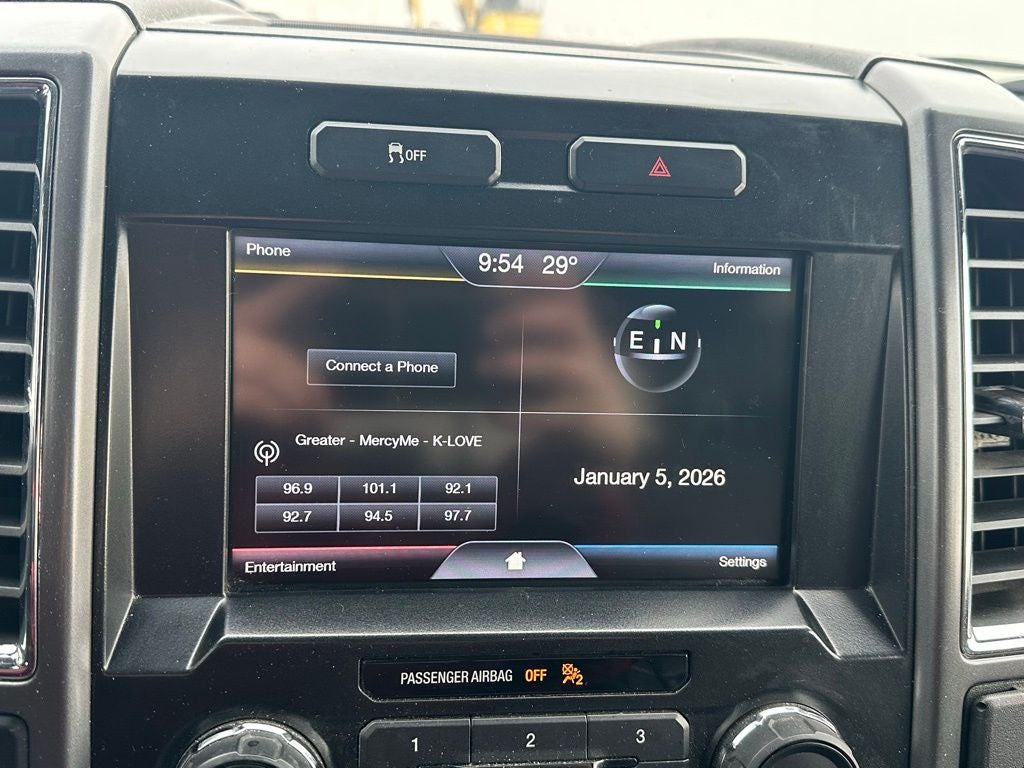 OFF
Phone
9:54 29°
Information
E N
Connect a Phone
Greater - MercyMe - K-LOVE
96.9 101.1 92.1
92.7 94.5 97.7
January 5, 2026
Entertainment
Settings
PASSENGER AIRBAG OFF 2
1 2 3